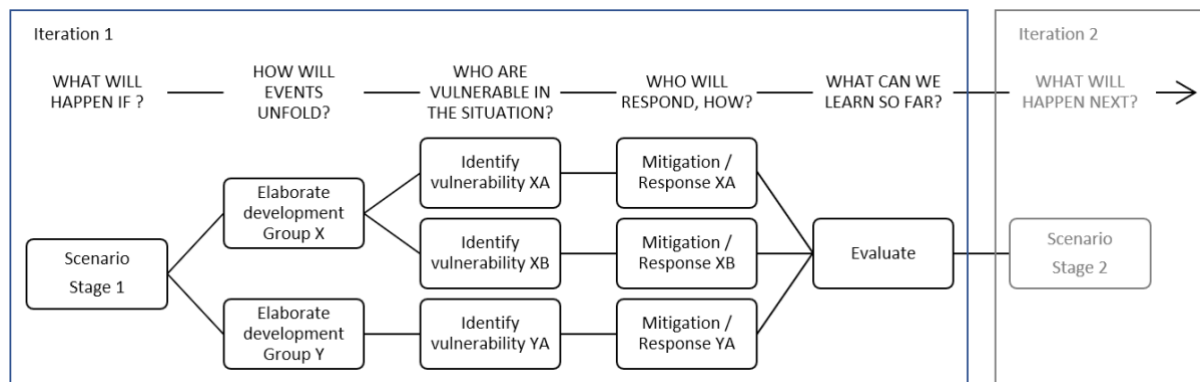 Iteration 1
Iteration 2
WHAT WILL
HAPPEN IF ?
HOW WILL
EVENTS
UNFOLD?
WHO ARE
VULNERABLE IN
THE SITUATION?
WHO WILL
RESPOND, HOW?
WHAT CAN WE
LEARN SO FAR?
WHAT WILL
HAPPEN NEXT?
Scenario
Stage 1
Elaborate
development
Group X
Elaborate
development
Group Y
Identify
vulnerability XA
Identify
vulnerability XB
Identify
vulnerability YA
Mitigation /
Response XA
Mitigation /
Response XB
Mitigation /
Response YA
Evaluate
Scenario
Stage 2